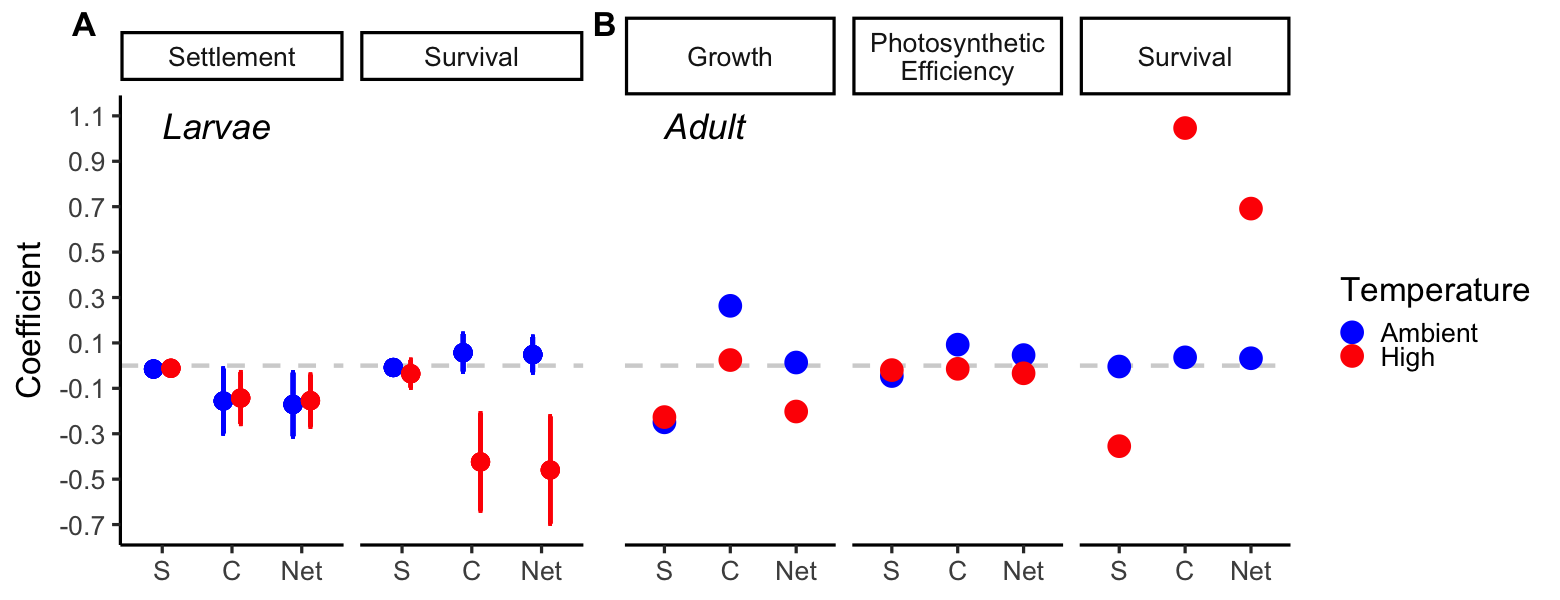 A
B
Settlement
Survival
Growth
Photosynthetic
Efficiency
Survival
Larvae
Adult
Coefficient
1.1
0.9
0.7
0.5
0.3
0.1
-0.1
-0.3
-0.5
-0.7
S C Net
S C Net
S C Net
S C Net
S C Net
Temperature
Ambient
High